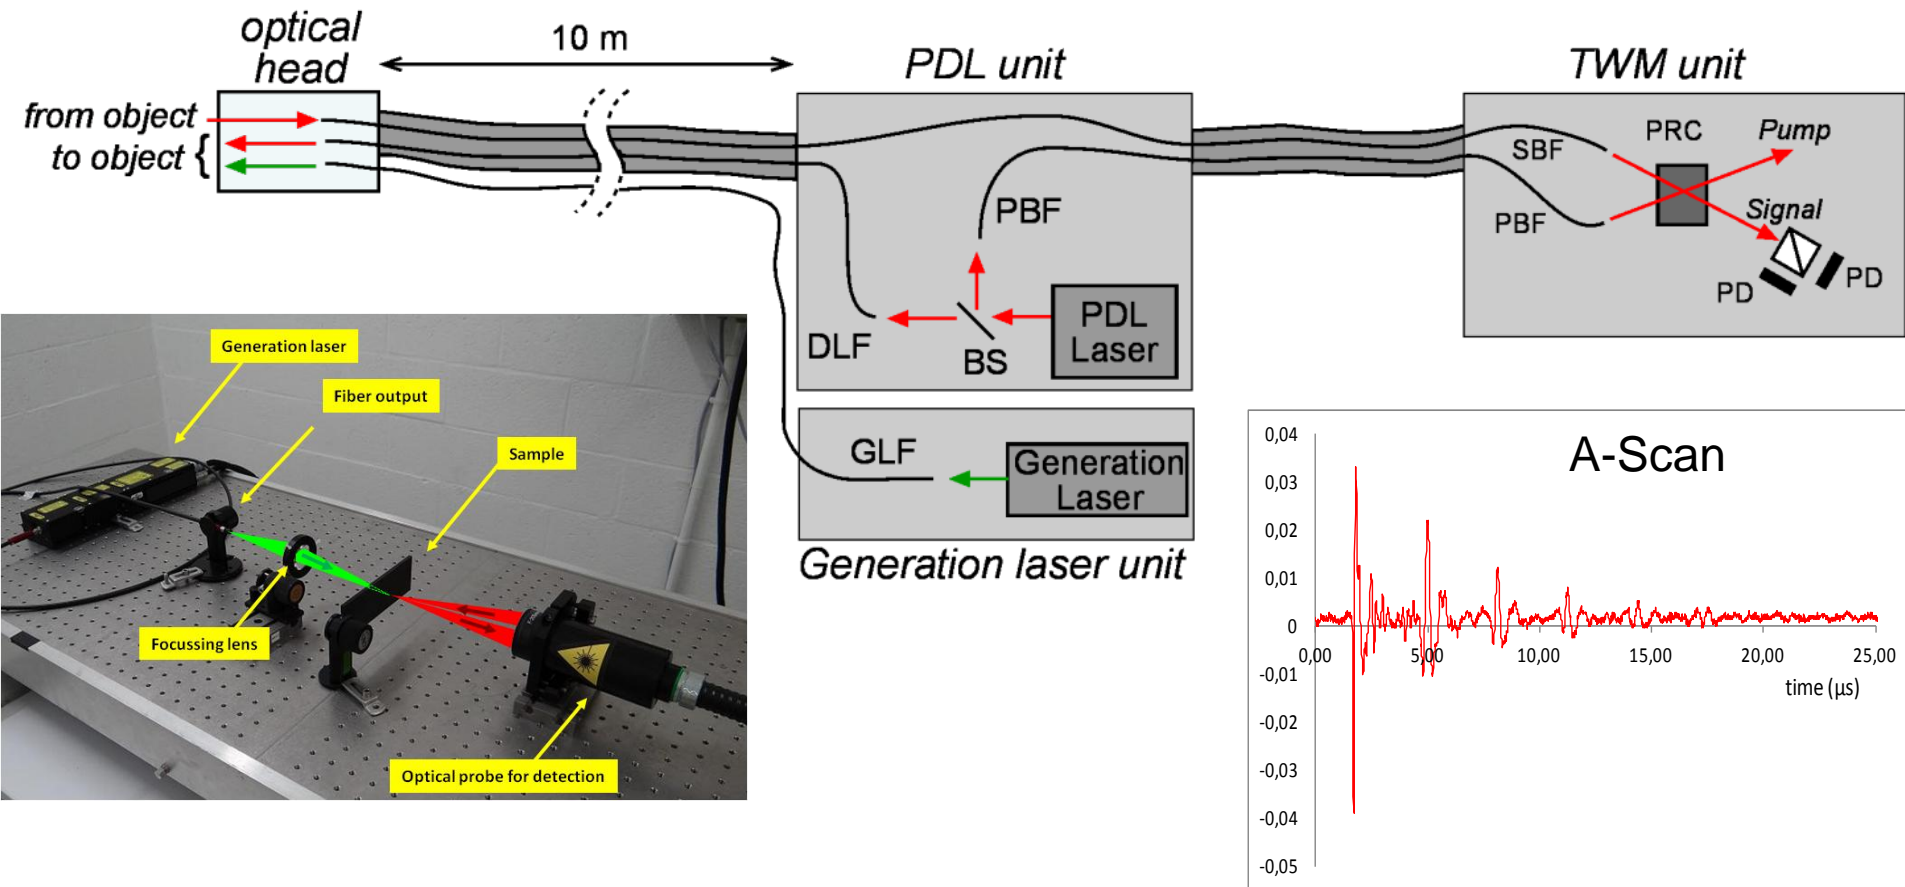 optical
head
10 m
PDL unit
TWM unit
from object
to object {
SBF
PRC
Pump
PBF
PBF
Signal
PD
PD
DLF
BS
PDL
Laser
GLF
Generation
Laser
Generation laser unit
Generation laser
Fiber output
Sample
Focussing lens
Optical probe for detection
A-Scan
0,04
0,03
0,02
0,01
0
-0,01
-0,02
-0,03
-0,04
-0,05
0,00 5,00 10,00 15,00 20,00 25,00
time (µs)